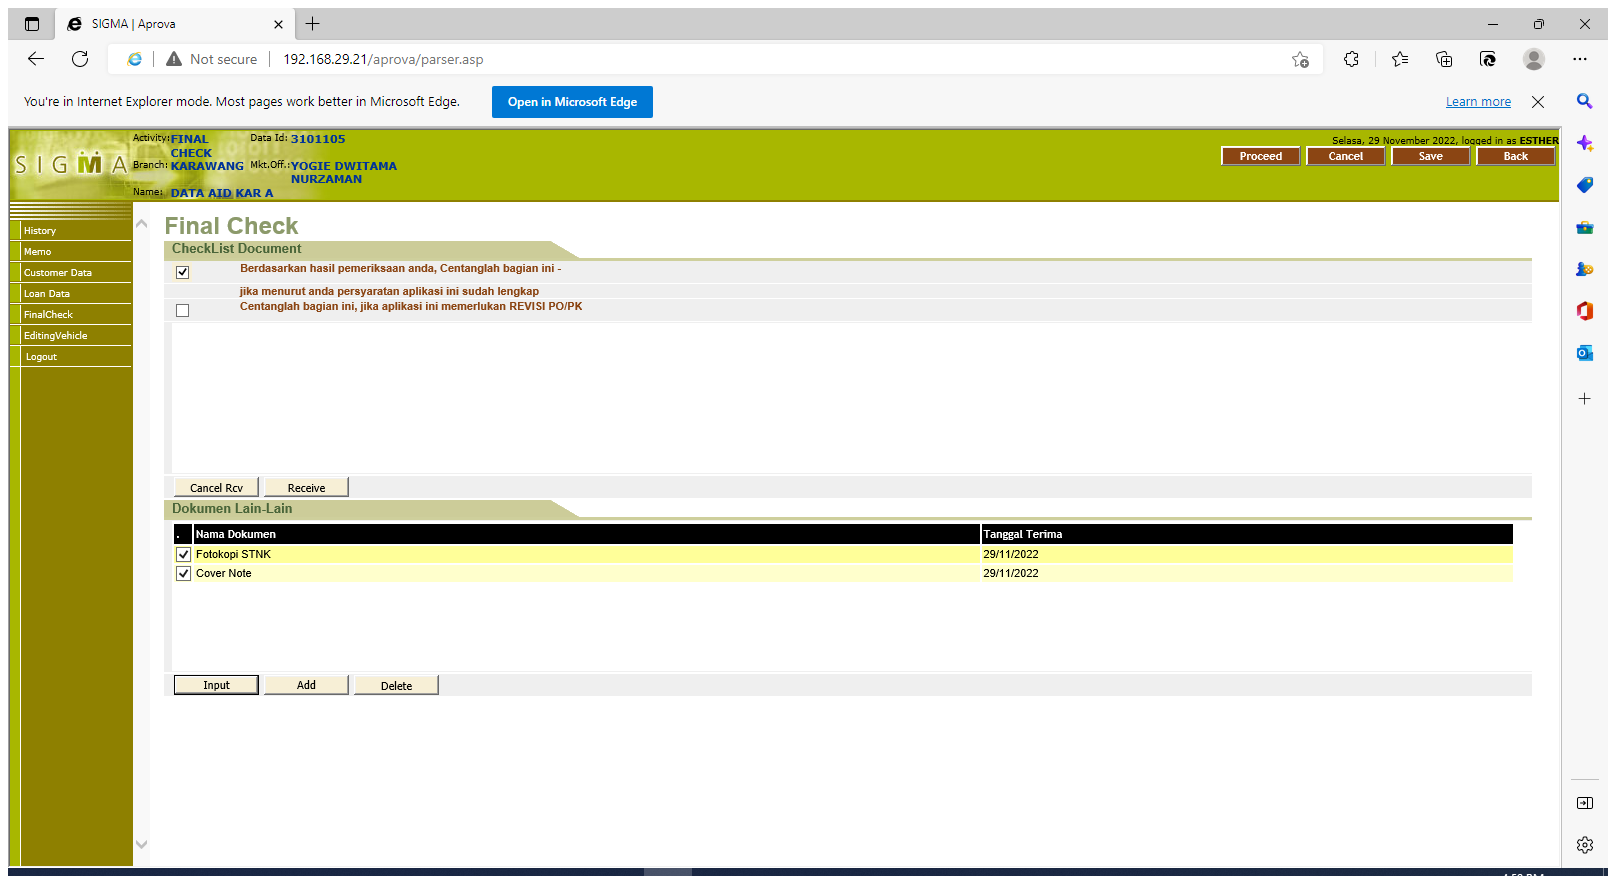 SIGMA | Aprova
Not secure
192.168.29.21/aprova/parser.asp
You're in Internet Explorer mode. Most pages work better in Microsoft Edge.
Open in Microsoft Edge
Learn more
SIGMA
Activity: FINAL CHECK
Data Id: 3101105
Branch: KARAWANG
Mkt.Off.: YOGIE DWITAMA NURZAMAN
Name: DATA AID KAR A
Selasa, 29 November 2022, logged in as ESTHER
Proceed
Cancel
Save
Back
History
Memo
Customer Data
Loan Data
FinalCheck
EditingVehicle
Logout
Final Check
CheckList Document
Berdasarkan hasil pemeriksaan anda, Centanglah bagian ini -
jika menurut anda persyaratan aplikasi ini sudah lengkap
Centanglah bagian ini, jika aplikasi ini memerlukan REVISI PO/PK
Cancel Rcv
Receive
Dokumen Lain-Lain
. Nama Dokumen Tanggal Terima
Fotokopi STNK 29/11/2022
Cover Note 29/11/2022
Input
Add
Delete